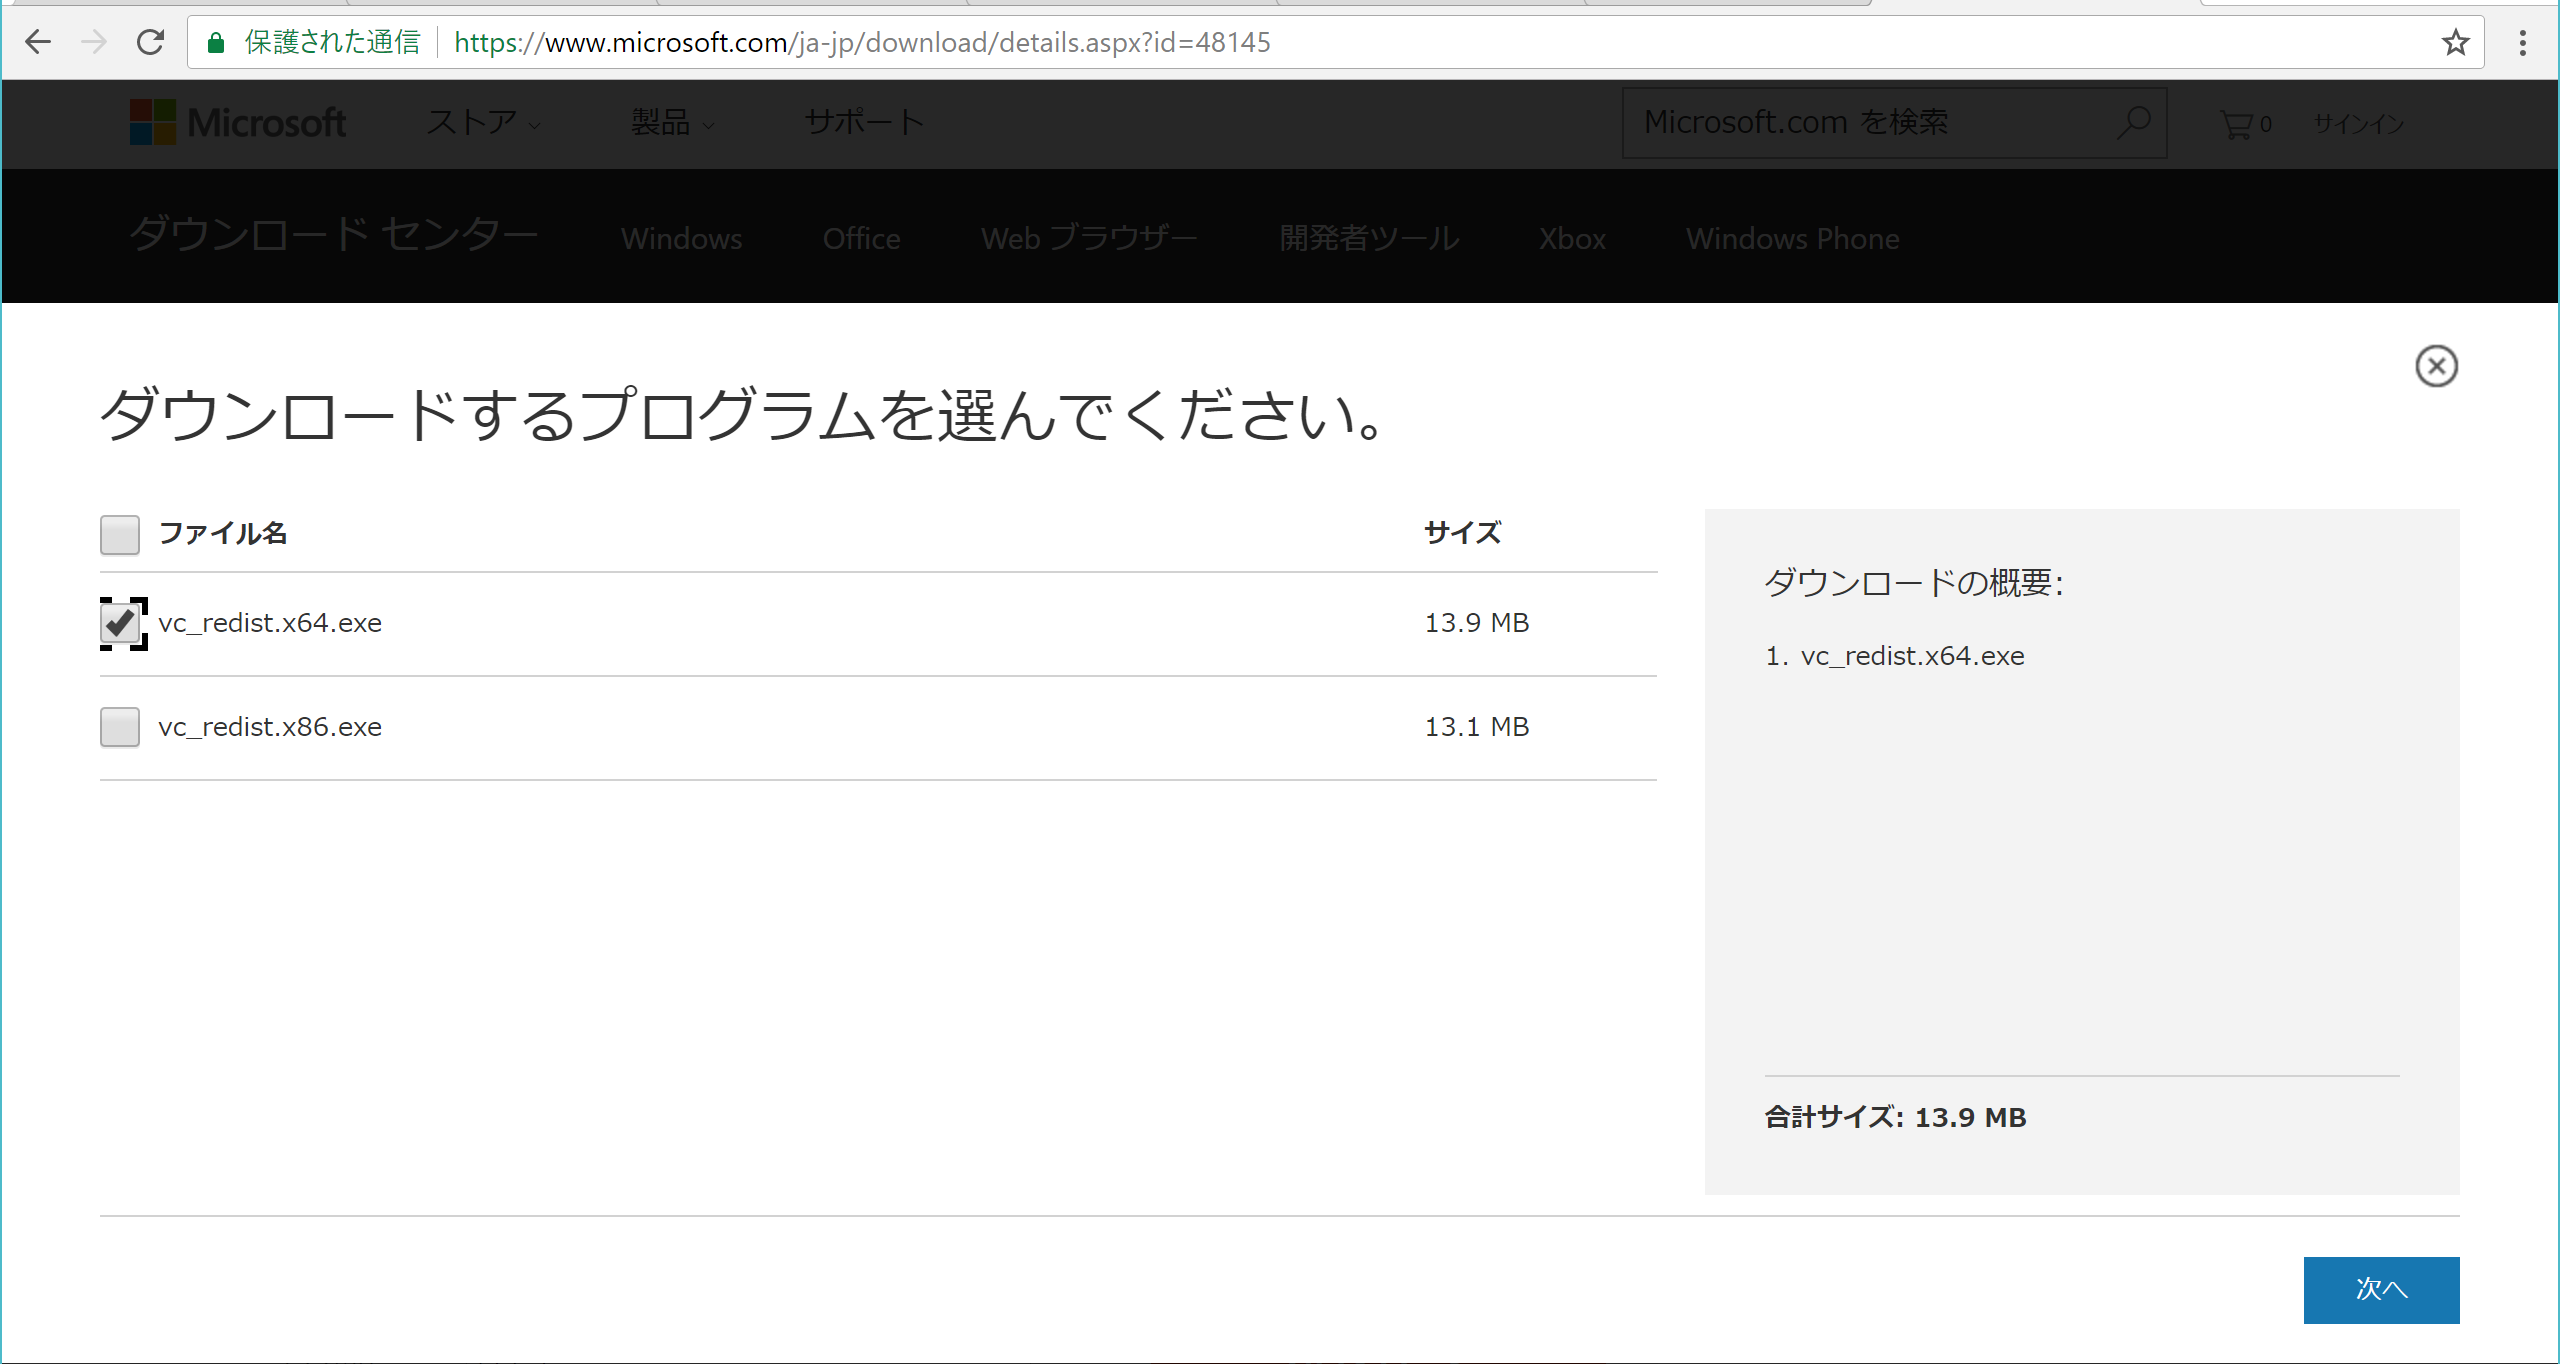 保護された通信 https://www.microsoft.com/ja-jp/download/details.aspx?id=48145
Microsoft ストア 製品 サポート Microsoft.com を検索 0 サインイン
ダウンロード センター Windows Office Web ブラウザー 開発者ツール Xbox Windows Phone
ダウンロードするプログラムを選んでください。
ファイル名 サイズ
vc_redist.x64.exe 13.9 MB
vc_redist.x86.exe 13.1 MB
ダウンロードの概要:
1. vc_redist.x64.exe
合計サイズ: 13.9 MB
次へ